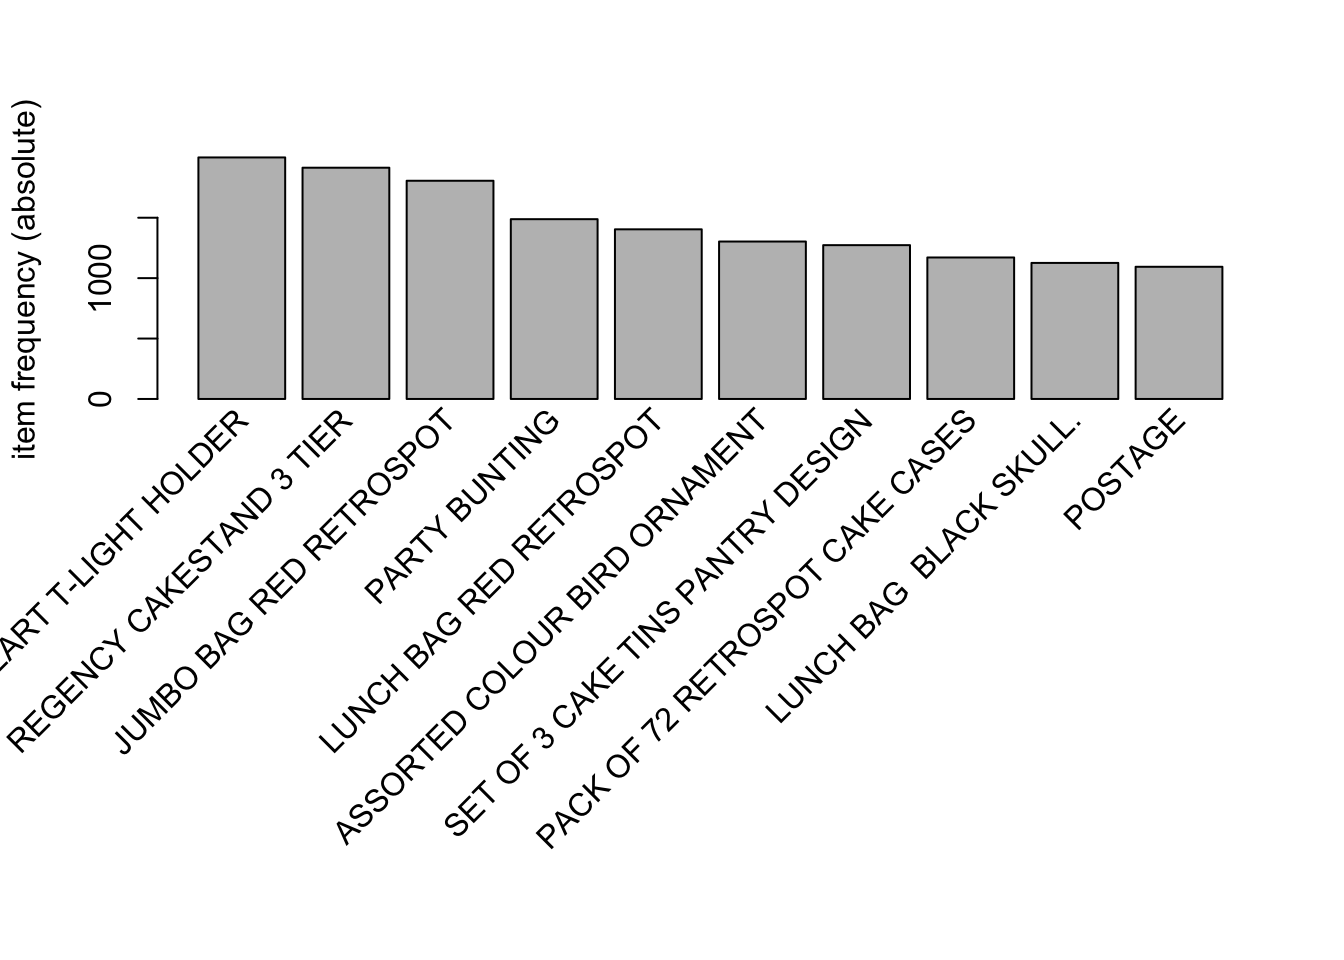 item frequency (absolute)
1000
0
T-LIGHT HOLDER
REGENCY CAKESTAND 3 TIER
JUMBO BAG RED RETROSPOT
PARTY BUNTING
LUNCH BAG RED RETROSPOT
ASSORTED COLOUR BIRD ORNAMENT
SET OF 3 CAKE TINS PANTRY DESIGN
PACK OF 72 RETROSPOT CAKE CASES
LUNCH BAG  BLACK SKULL.
POSTAGE